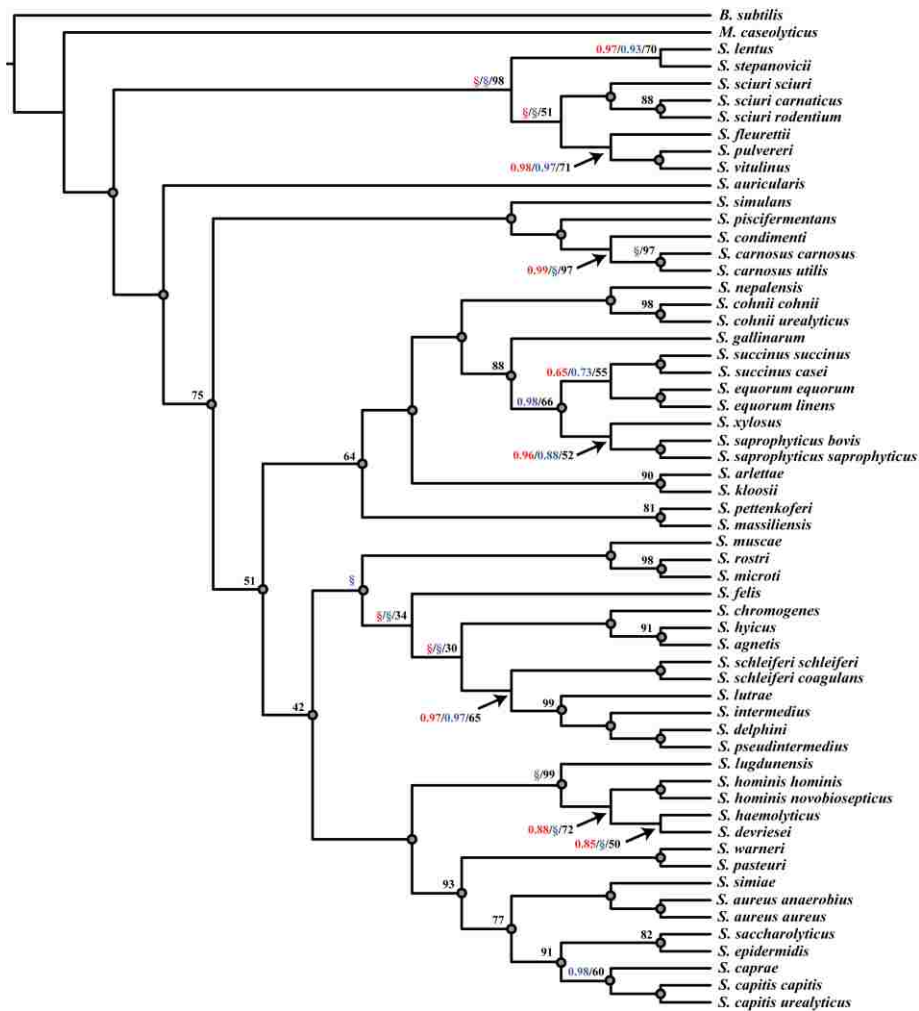 B. subtilis
M. caseolyticus
0.97/0.93/70
S. lentus
S. stepanovicii
§/§/98
S. sciuri sciuri
88
S. sciuri carnaticus
§/§/51
S. sciuri rodentium
S. fleurettii
S. pulvereri
0.98/0.97/71
S. vitulinus
S. auricularis
S. simulans
S. piscifermentans
S. condimenti
§/97
S. carnosus carnosus
0.99/§/97
S. carnosus utilis
S. nepalensis
98
S. cohnii cohnii
S. cohnii urealyticus
S. gallinarum
88
S. succinus succinus
0.65/0.73/55
S. succinus casei
S. equorum equorum
75
0.98/66
S. equorum linens
S. xylosus
S. saprophyticus bovis
0.96/0.88/52
S. saprophyticus saprophyticus
64
S. arlettae
90
S. kloosii
S. pettenkoferi
81
S. massiliensis
S. muscae
98
S. rostri
S. microti
51
§
S. felis
§/§/34
S. chromogenes
91
S. hyicus
S. agnetis
§/§/30
S. schleiferi schleiferi
S. schleiferi coagulans
S. lutrae
99
S. intermedius
42
0.97/0.97/65
S. delphini
S. pseudintermedius
S. lugdunensis
§/99
S. hominis hominis
S. hominis novobiosepticus
S. haemolyticus
0.88/§/72
S. devriesei
0.85/§/50
S. warneri
S. pasteuri
93
S. simiae
S. aureus anaerobius
77
S. aureus aureus
82
S. saccharolyticus
91
S. epidermidis
0.98/60
S. caprae
S. capitis capitis
S. capitis urealyticus